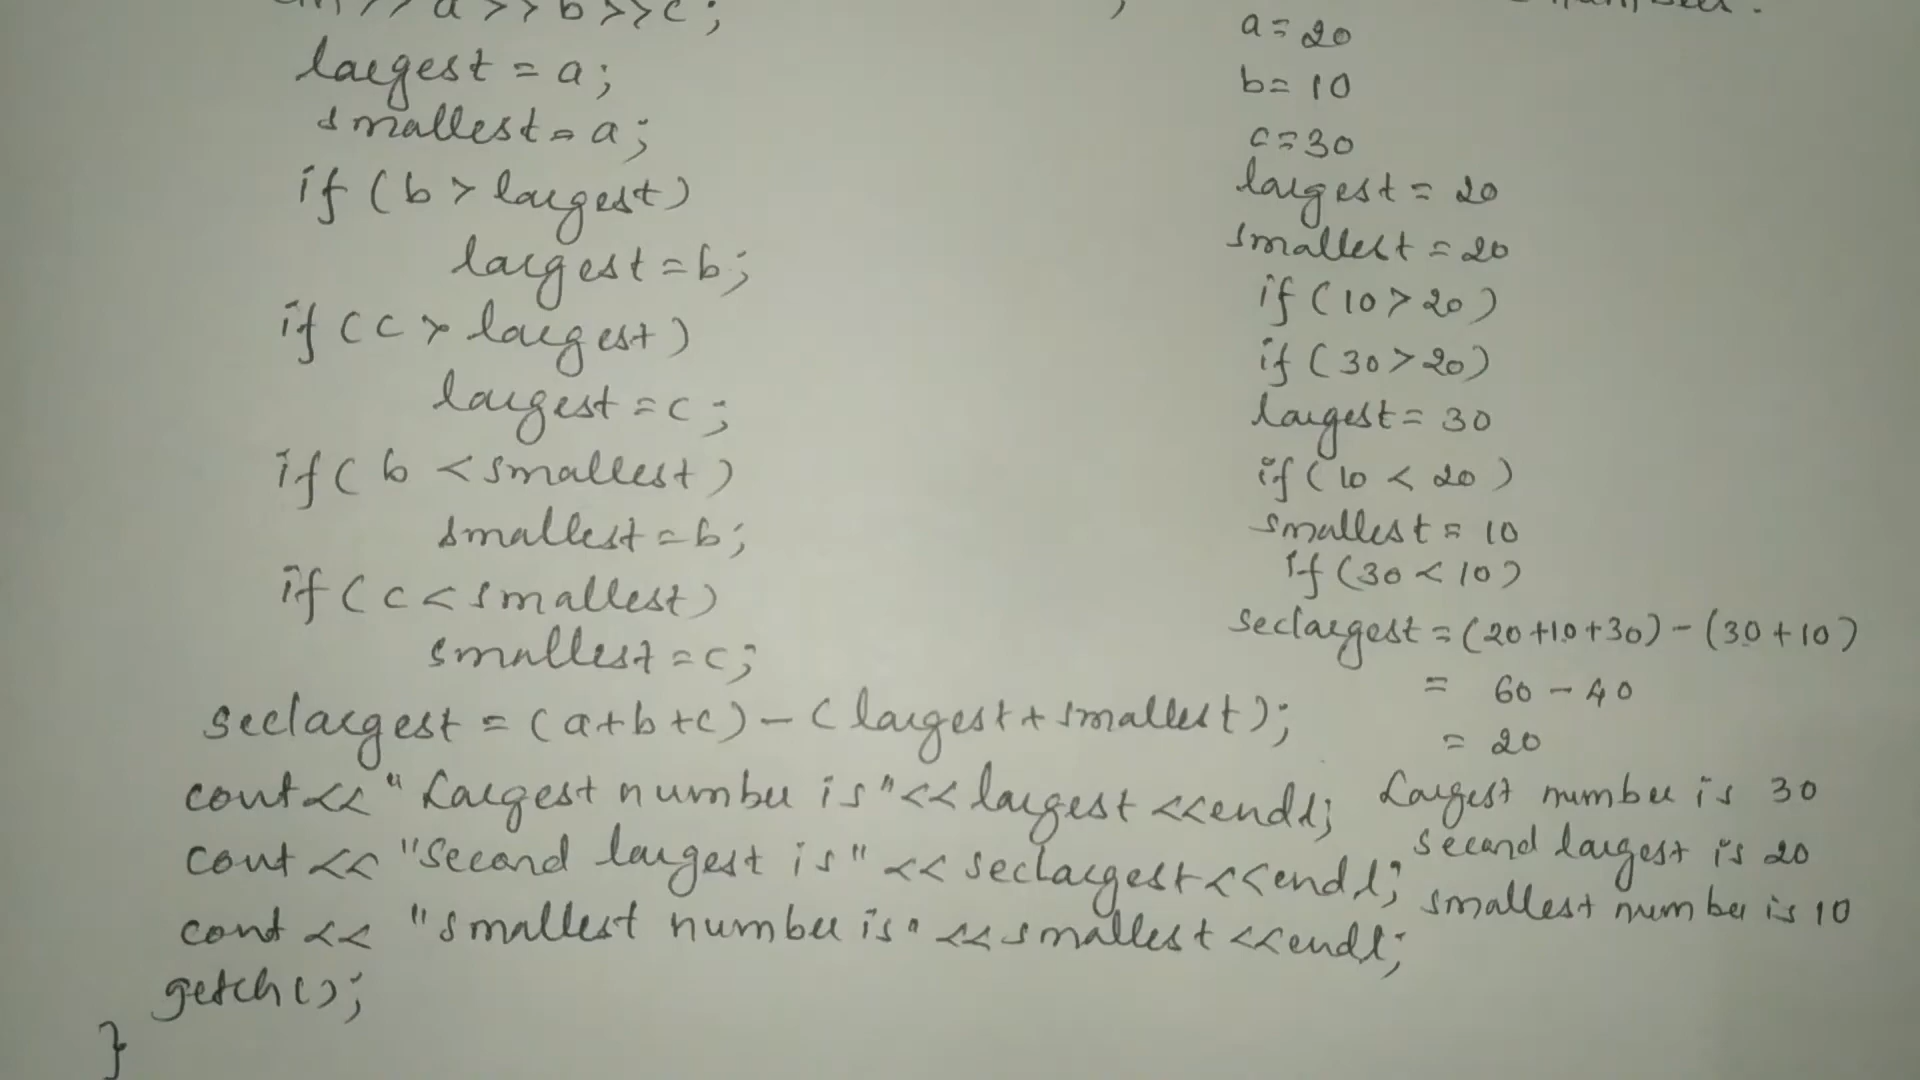 >> a >> b >> c ;
largest = a;
smallest = a;
if (b > largest)
largest = b;
if (c > largest)
largest = c;
if ( b < smallest)
smallest = b;
if (c < smallest)
smallest = c;
seclargest = (a+b+c) - ( largest + smallest );
cout << "Largest number is" << largest << endl;
cout << "Second largest is" << seclargest << endl;
cout << "smallest number is" << smallest << endl;
getch();
}
a = 20
b = 10
c = 30
largest = 20
smallest = 20
if (10 > 20)
if (30 > 20)
largest = 30
if (10 < 20)
smallest = 10
if (30 < 10)
seclargest = (20+10+30) - (30+10)
= 60 - 40
= 20
Largest number is 30
second largest is 20
smallest number is 10